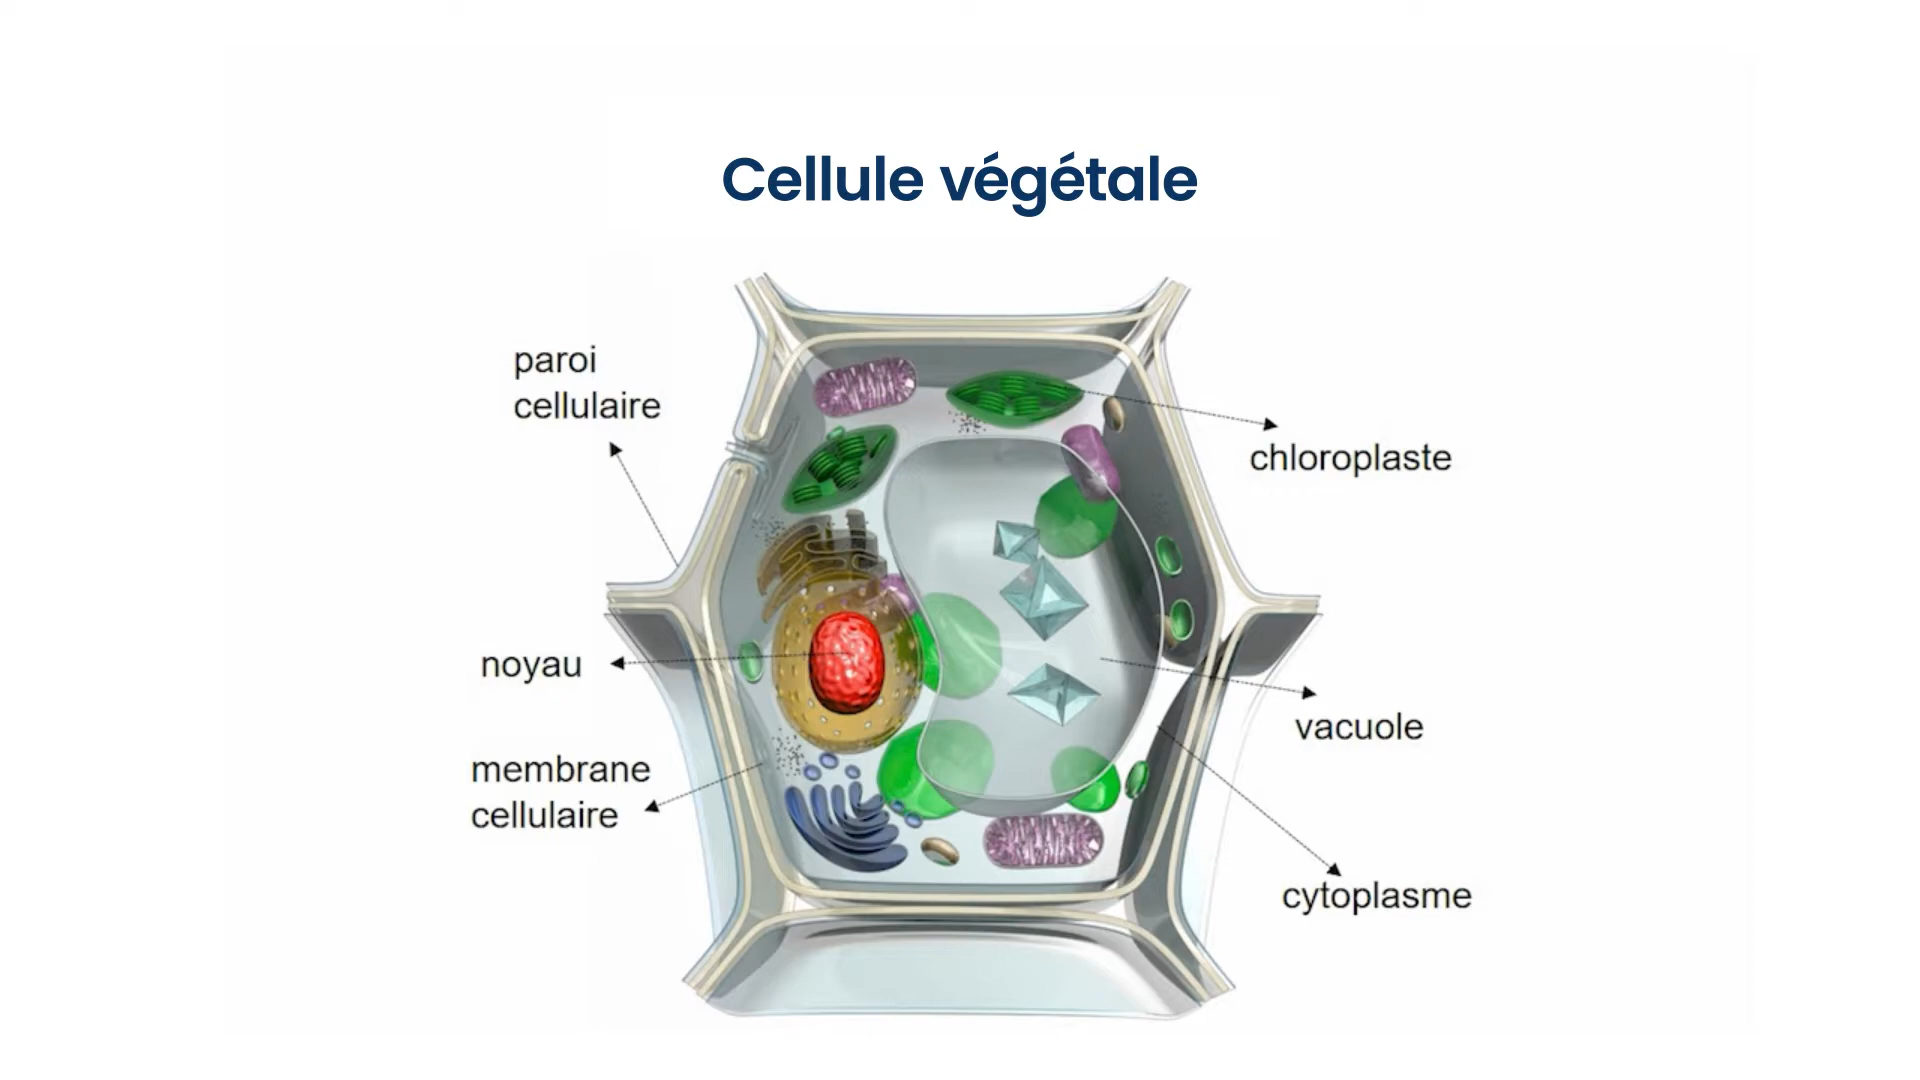 Cellule végétale
paroi
cellulaire
chloroplaste
noyau
vacuole
membrane
cellulaire
cytoplasme